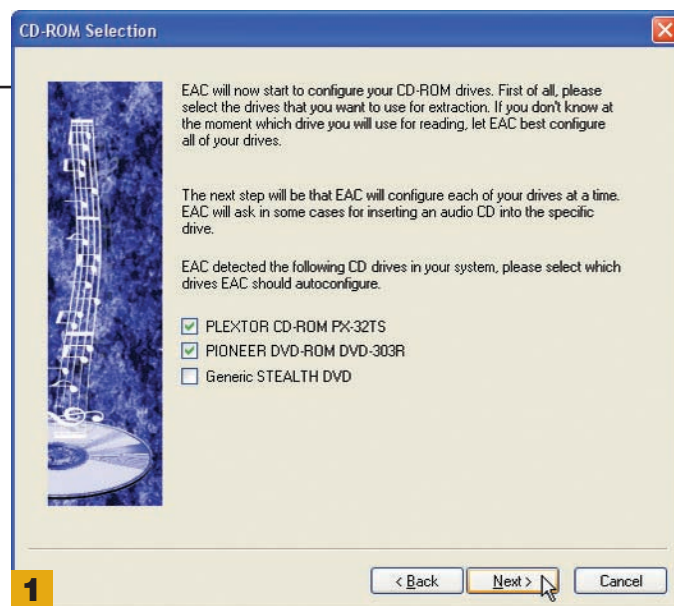 CD-ROM Selection
EAC will now start to configure your CD-ROM drives. First of all, please
select the drives that you want to use for extraction. If you don't know at
the moment which drive you will use for reading, let EAC best configure
all of your drives.
The next step will be that EAC will configure each of your drives at a time.
EAC will ask in some cases for inserting an audio CD into the specific
drive.
EAC detected the following CD drives in your system, please select which
drives EAC should autoconfigure.
PLEXTOR CD-ROM PX-32TS
PIONEER DVD-ROM DVD-303R
Generic STEALTH DVD
1
< Back
Next >
Cancel